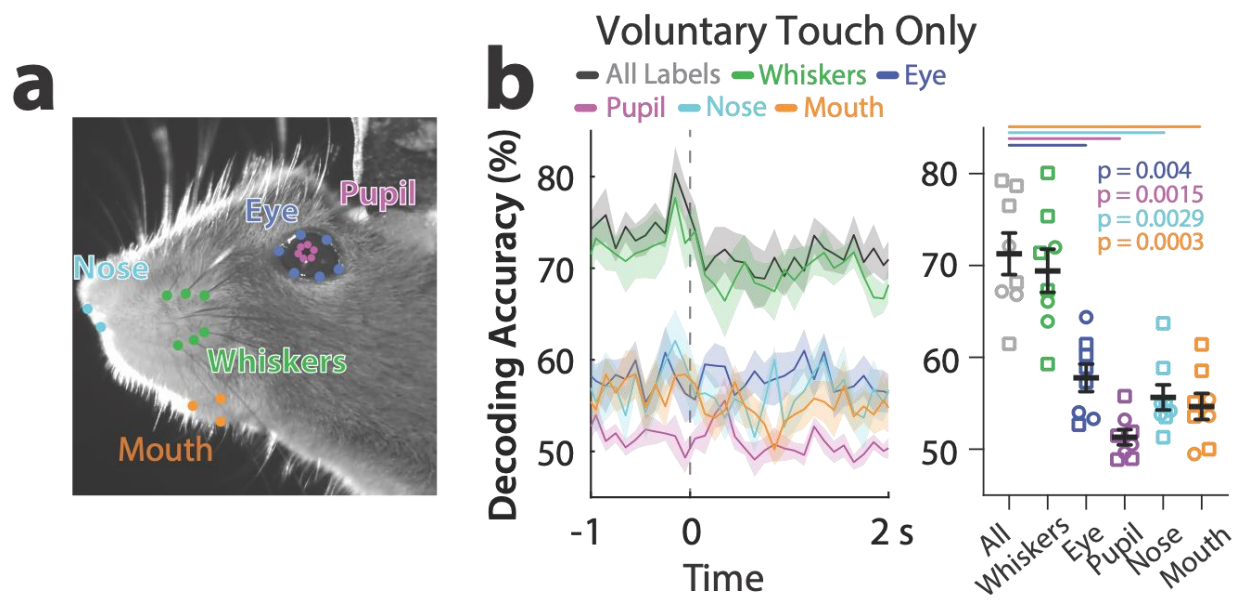 a
Pupil
Eye
Nose
Whiskers
Mouth
b
Voluntary Touch Only
All Labels Whiskers Eye
Pupil Nose Mouth
Decoding Accuracy (%)
80
70
60
50
-1 0 2 s
Time
80
70
60
50
p = 0.004
p = 0.0015
p = 0.0029
p = 0.0003
All
Whiskers
Eye
Pupil
Nose
Mouth